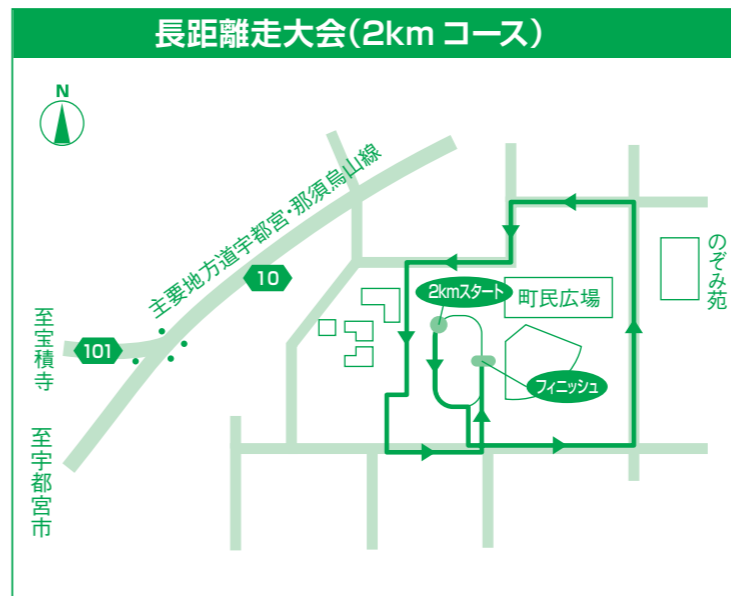 長距離走大会(2km コース)
N
主要地方道宇都宮・那須烏山線
10
101
至宝積寺
至宇都宮市
2kmスタート
町民広場
のぞみ苑
フィニッシュ